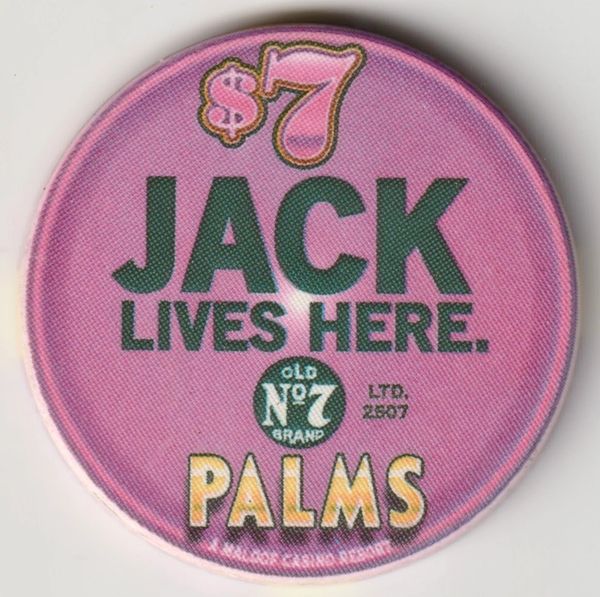 $7
JACK
LIVES HERE.
OLD
Nº7
BRAND
LTD.
2507
PALMS
A MALOOF CASINO RESORT